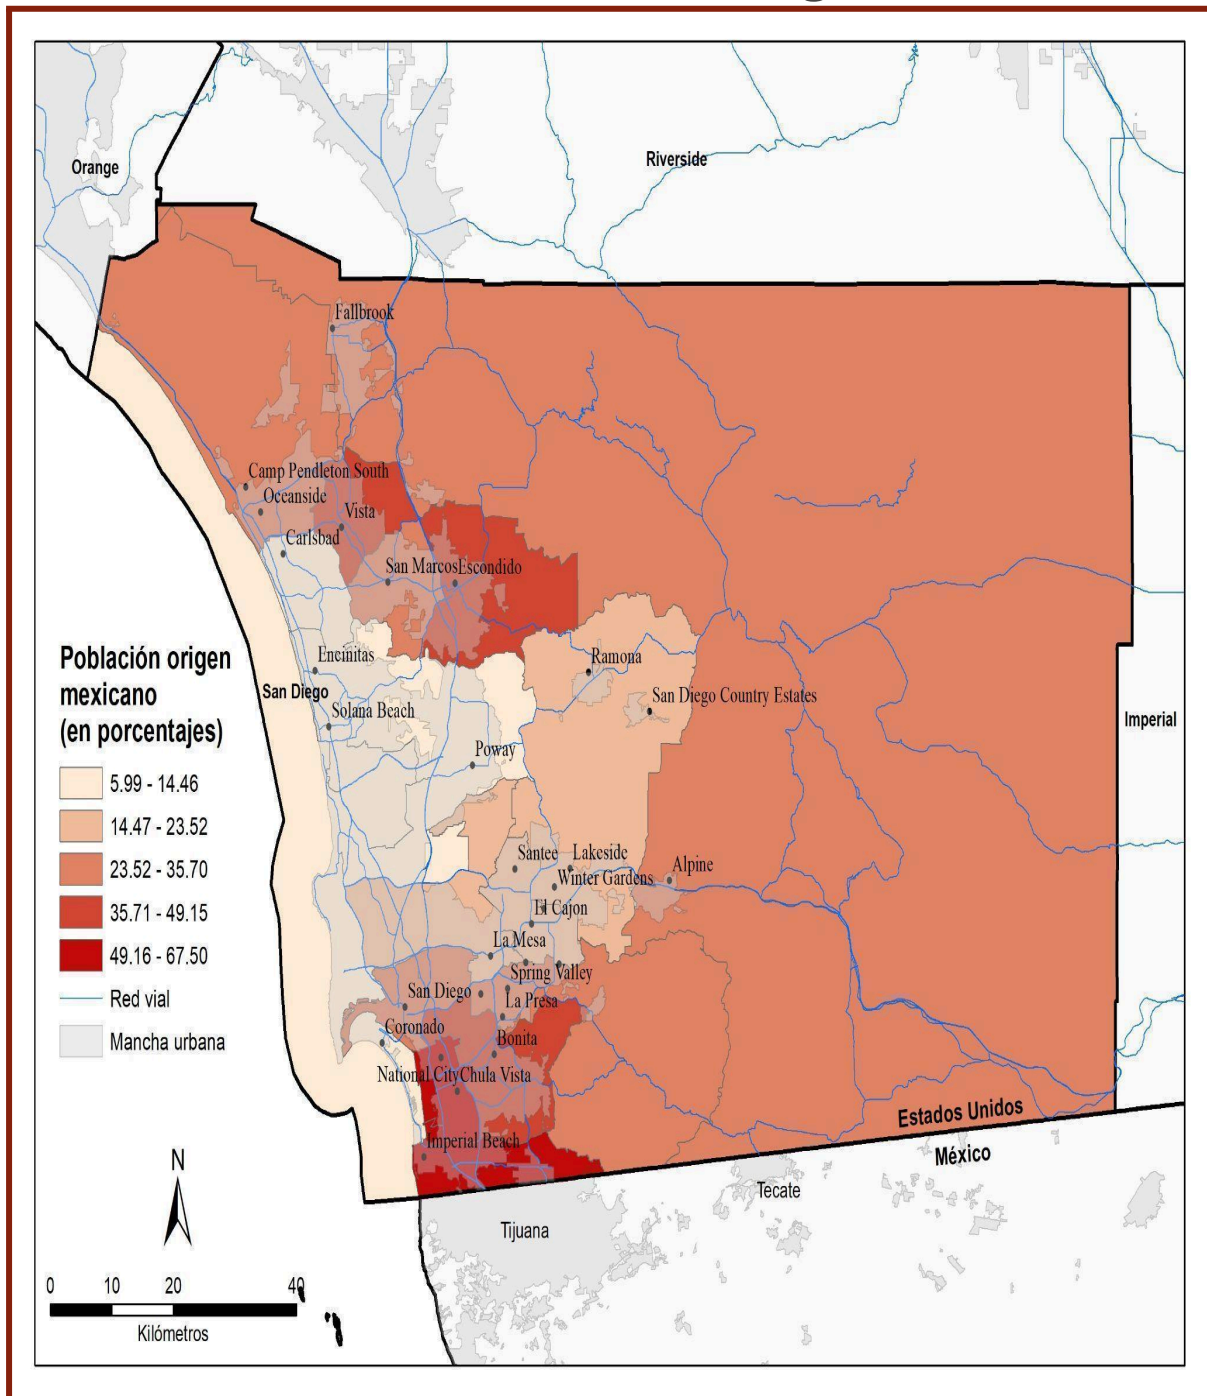 Orange
Riverside
Fallbrook
Camp Pendleton South
Oceanside
Vista
Carlsbad
San Marcos
Escondido
Población origen
mexicano
(en porcentajes)
5.99 - 14.46
14.47 - 23.52
23.52 - 35.70
35.71 - 49.15
49.16 - 67.50
Red vial
Mancha urbana
Encinitas
San Diego
Solana Beach
Ramona
San Diego Country Estates
Imperial
Poway
Santee
Lakeside
Winter Gardens
Alpine
El Cajon
La Mesa
Spring Valley
San Diego
La Presa
Coronado
Bonita
National City
Chula Vista
Imperial Beach
Estados Unidos
México
Tecate
Tijuana
N
0 10 20 40
Kilómetros